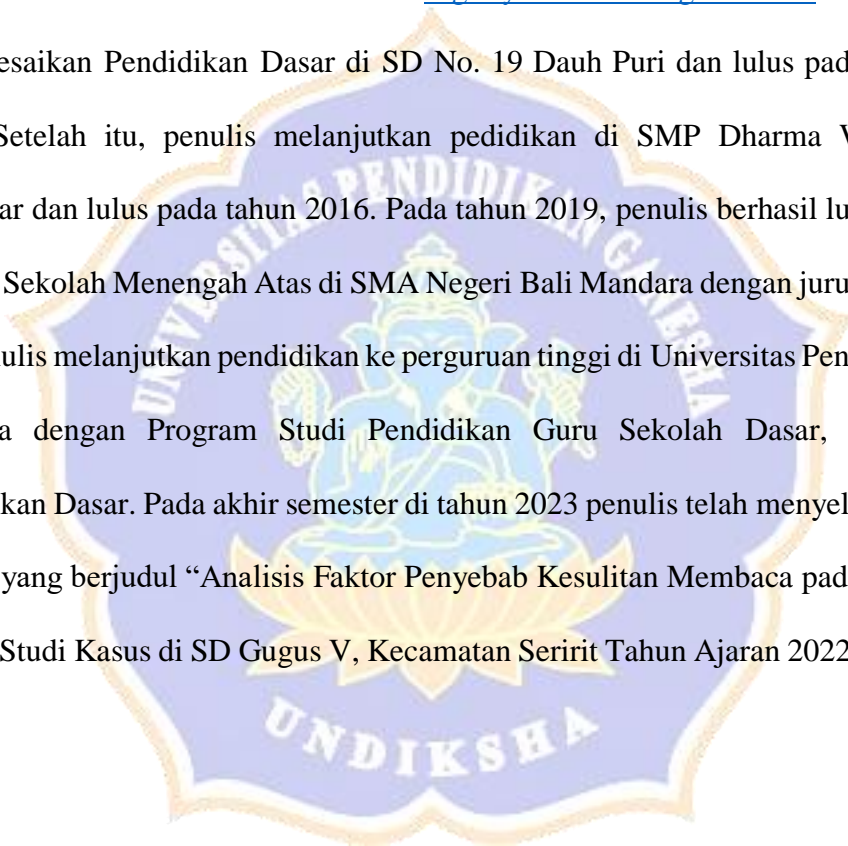 esaikan Pendidikan Dasar di SD No. 19 Dauh Puri dan lulus pad
Setelah itu, penulis melanjutkan pedidikan di SMP Dharma
ar dan lulus pada tahun 2016. Pada tahun 2019, penulis berhasil lu
Sekolah Menengah Atas di SMA Negeri Bali Mandara dengan juru
ulis melanjutkan pendidikan ke perguruan tinggi di Universitas Pen
a dengan Program Studi Pendidikan Guru Sekolah Dasar,
kan Dasar. Pada akhir semester di tahun 2023 penulis telah menyel
yang berjudul “Analisis Faktor Penyebab Kesulitan Membaca pad
Studi Kasus di SD Gugus V, Kecamatan Seririt Tahun Ajaran 2022
UNIVERSITAS PENDIDIKAN GANESHA
UNDIKSHA